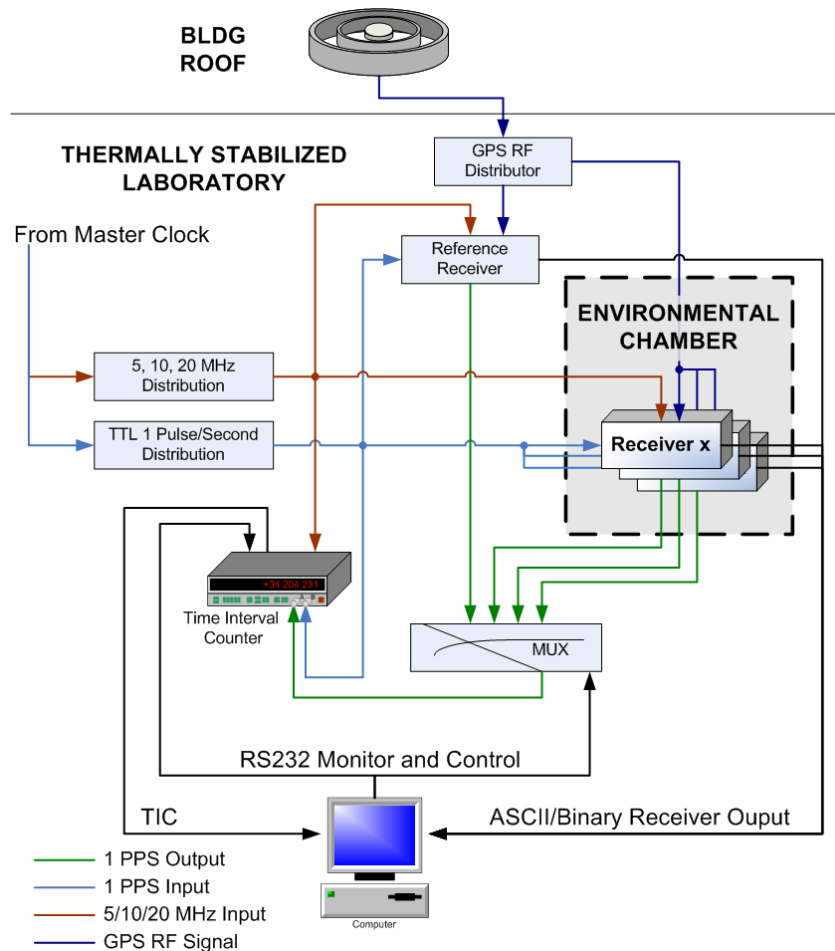 BLDG
ROOF
THERMALLY STABILIZED
LABORATORY
GPS RF
Distributor
From Master Clock
Reference
Receiver
ENVIRONMENTAL
CHAMBER
5, 10, 20 MHz
Distribution
TTL 1 Pulse/Second
Distribution
Receiver x
+34 204 231
Time Interval
Counter
MUX
RS232 Monitor and Control
TIC
ASCII/Binary Receiver Ouput
1 PPS Output
1 PPS Input
5/10/20 MHz Input
GPS RF Signal
Computer